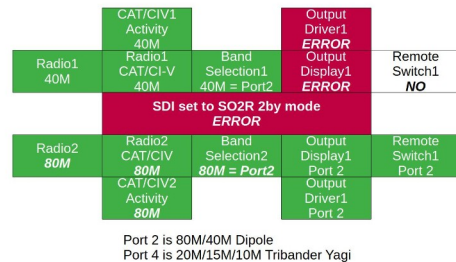 CAT/CIV1 Activity 40M
Output Driver1 ERROR
Radio1 40M
Radio1 CAT/CI-V 40M
Band Selection1 40M = Port2
Output Display1 ERROR
Remote Switch1 NO
SDI set to SO2R 2by mode
ERROR
Radio2 80M
Radio2 CAT/CIV 80M
Band Selection2 80M = Port2
Output Display1 Port 2
Remote Switch1 Port 2
CAT/CIV2 Activity 80M
Output Driver1 Port 2
Port 2 is 80M/40M Dipole
Port 4 is 20M/15M/10M Tribander Yagi